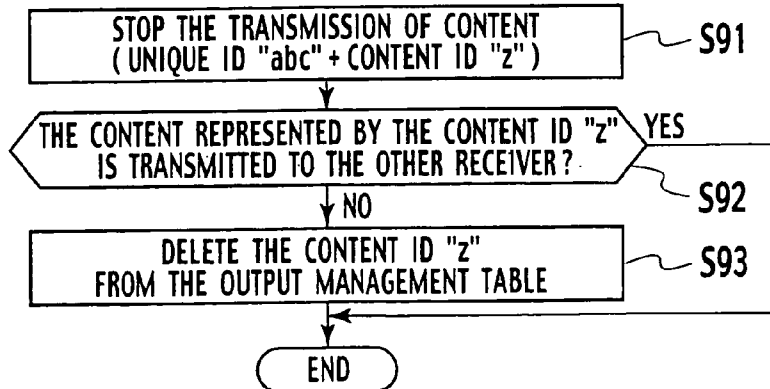 STOP THE TRANSMISSION OF CONTENT
(UNIQUE ID "abc" + CONTENT ID "z")
S91
THE CONTENT REPRESENTED BY THE CONTENT ID "z"
IS TRANSMITTED TO THE OTHER RECEIVER?
YES
S92
NO
DELETE THE CONTENT ID "z"
FROM THE OUTPUT MANAGEMENT TABLE
S93
END